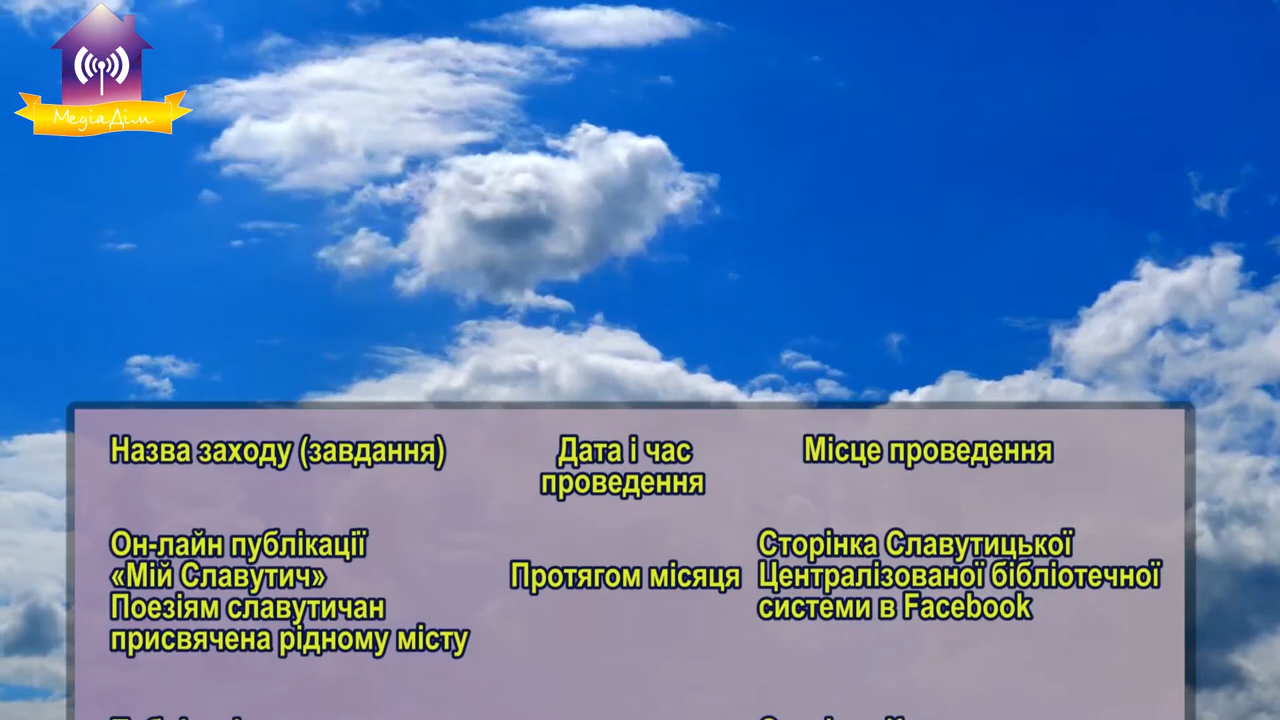 МедіаДім
Назва заходу (завдання)
Дата і час
проведення
Місце проведення
Он-лайн публікації
«Мій Славутич»
Поезіям славутичан
присвячена рідному місту
Протягом місяця
Сторінка Славутицької
Централізованої бібліотечної
системи в Facebook